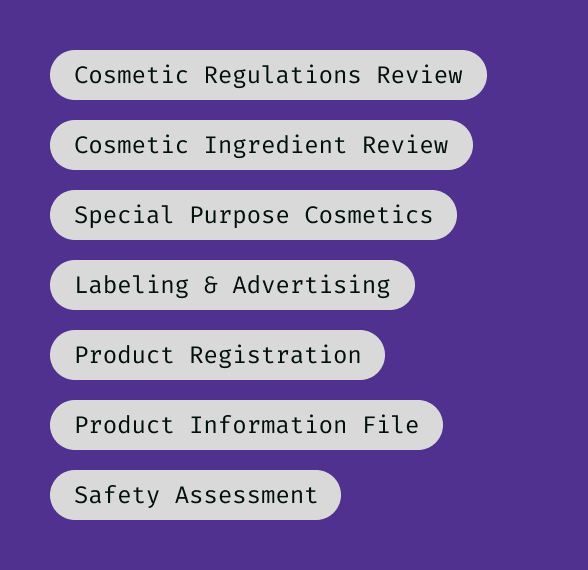 Cosmetic Regulations Review
Cosmetic Ingredient Review
Special Purpose Cosmetics
Labeling & Advertising
Product Registration
Product Information File
Safety Assessment